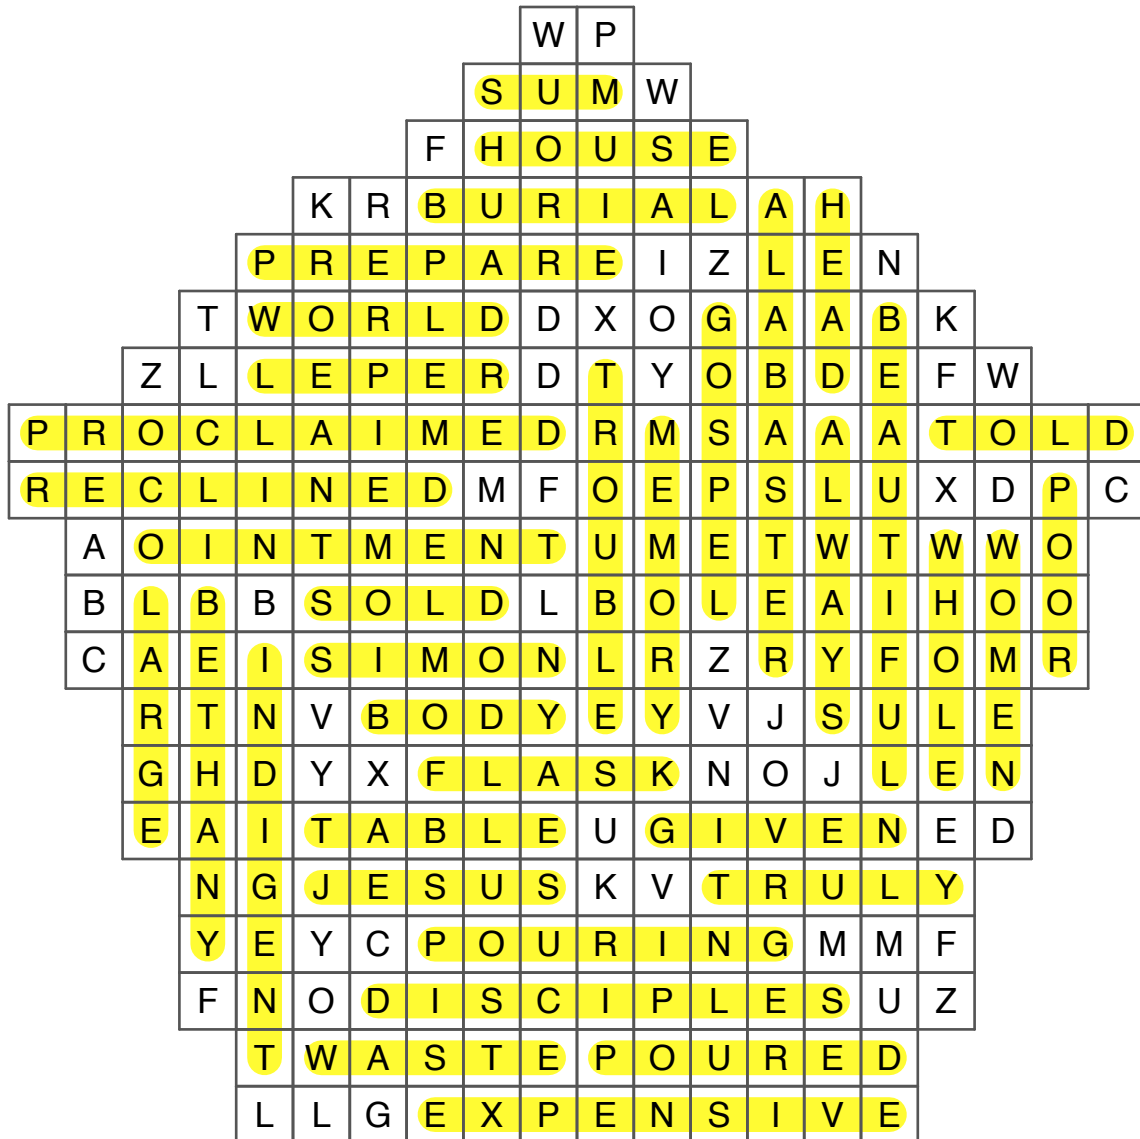 W P
S U M W
F H O U S E
K R B U R I A L A H
P R E P A R E I Z L E N
T W O R L D D X O G A A B K
Z L L E P E R D T Y O B D E F W
P R O C L A I M E D R M S A A A T O L D
R E C L I N E D M F O E P S L U X D P C
A O I N T M E N T U M E T W T W W O
B L B B S O L D L B O L E A I H O O
C A E I S I M O N L R Z R Y F O M R
R T N V B O D Y E Y V J S U L E
G H D Y X F L A S K N O J L E N
E A I T A B L E U G I V E N E D
N G J E S U S K V T R U L Y
Y E Y C P O U R I N G M M F
F N O D I S C I P L E S U Z
T W A S T E P O U R E D
L L G E X P E N S I V E